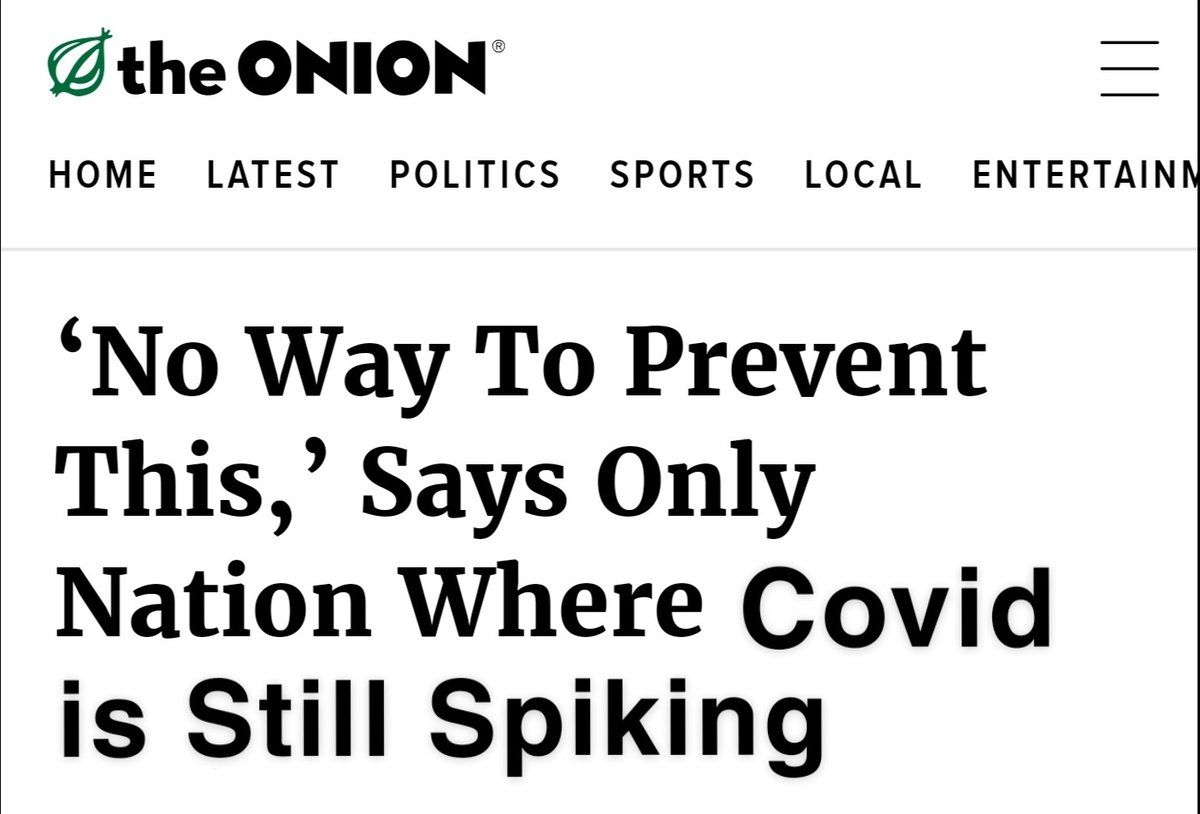 the ONION®
HOME LATEST POLITICS SPORTS LOCAL ENTERTAINM
‘No Way To Prevent
This,’ Says Only
Nation Where Covid
is Still Spiking